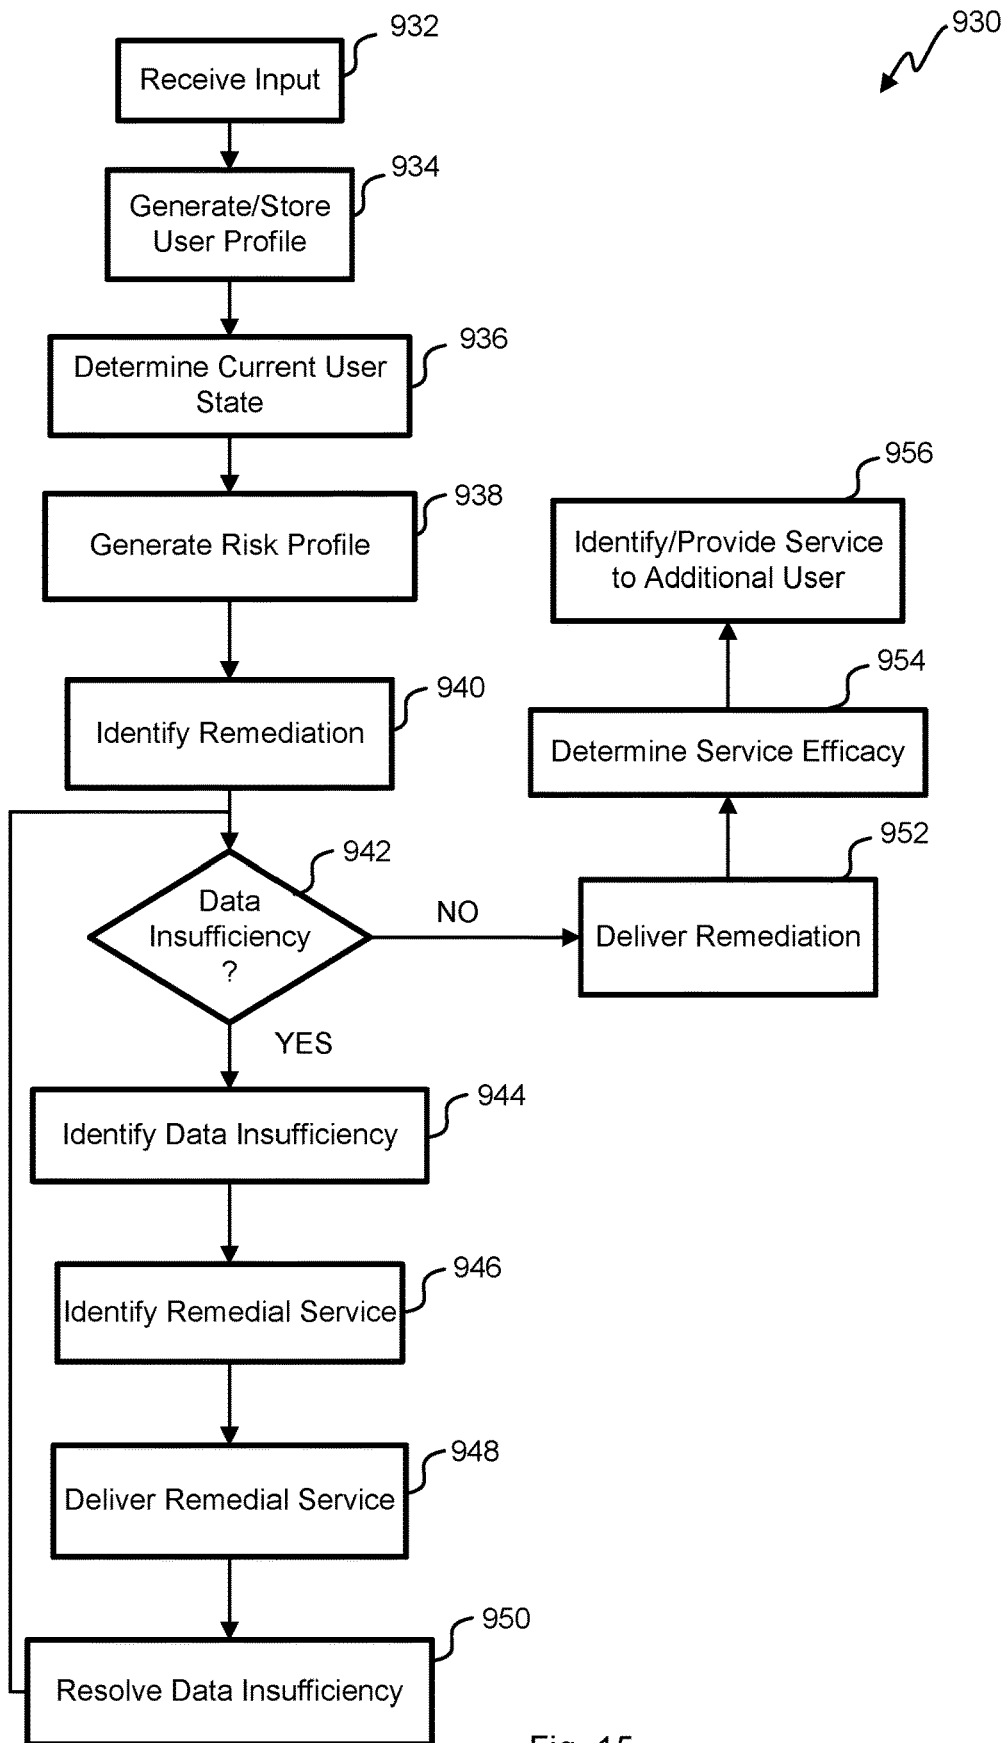 930
932
Receive Input
934
Generate/Store
User Profile
936
Determine Current User
State
938
Generate Risk Profile
940
Identify Remediation
942
Data
Insufficiency
?
NO
YES
944
Identify Data Insufficiency
946
Identify Remedial Service
948
Deliver Remedial Service
950
Resolve Data Insufficiency
952
Deliver Remediation
954
Determine Service Efficacy
956
Identify/Provide Service
to Additional User
Fig. 15